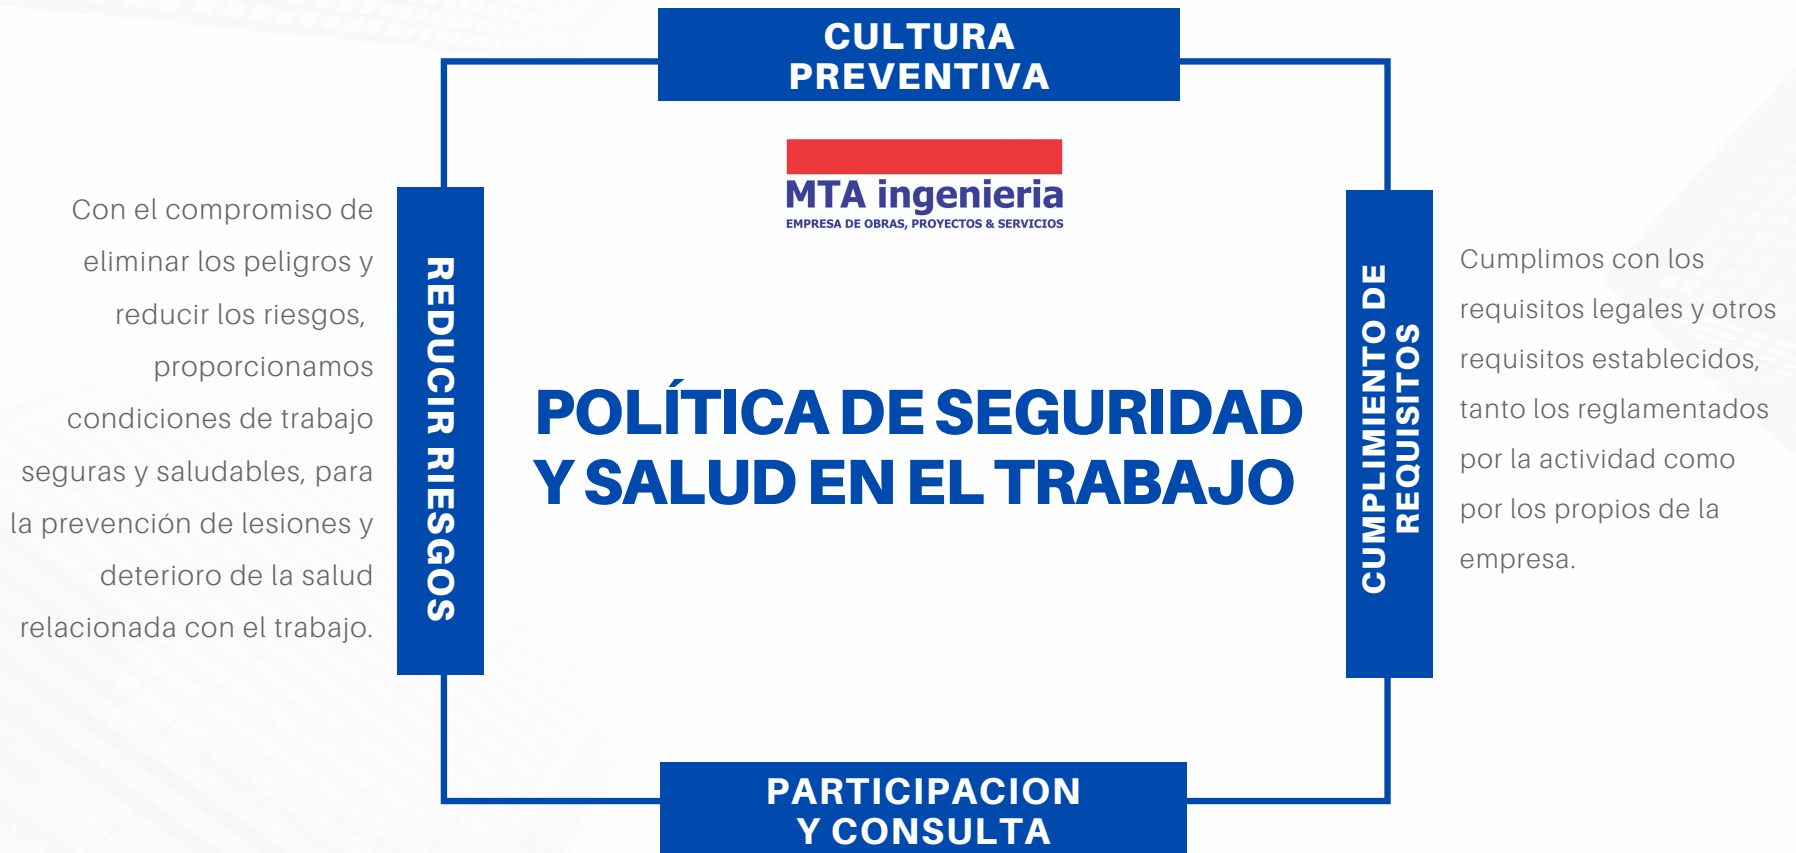 CULTURA
PREVENTIVA
MTA ingenieria
EMPRESA DE OBRAS, PROYECTOS & SERVICIOS
Con el compromiso de
eliminar los peligros y
reducir los riesgos,
proporcionamos
condiciones de trabajo
seguras y saludables, para
la prevención de lesiones y
deterioro de la salud
relacionada con el trabajo.
REDUCIR RIESGOS
POLÍTICA DE SEGURIDAD
Y SALUD EN EL TRABAJO
CUMPLIMIENTO DE
REQUISITOS
Cumplimos con los
requisitos legales y otros
requisitos establecidos,
tanto los reglamentados
por la actividad como
por los propios de la
empresa.
PARTICIPACION
Y CONSULTA